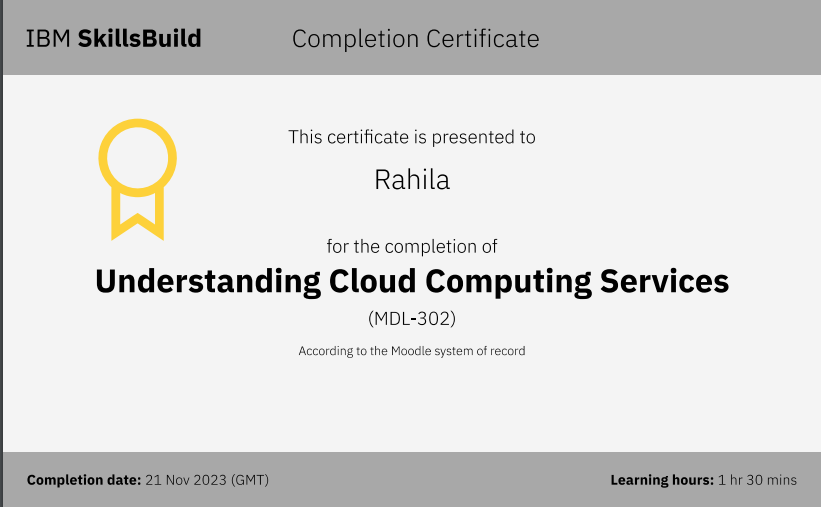 IBM SkillsBuild
Completion Certificate
This certificate is presented to
Rahila
for the completion of
Understanding Cloud Computing Services
(MDL-302)
According to the Moodle system of record
Completion date: 21 Nov 2023 (GMT)
Learning hours: 1 hr 30 mins